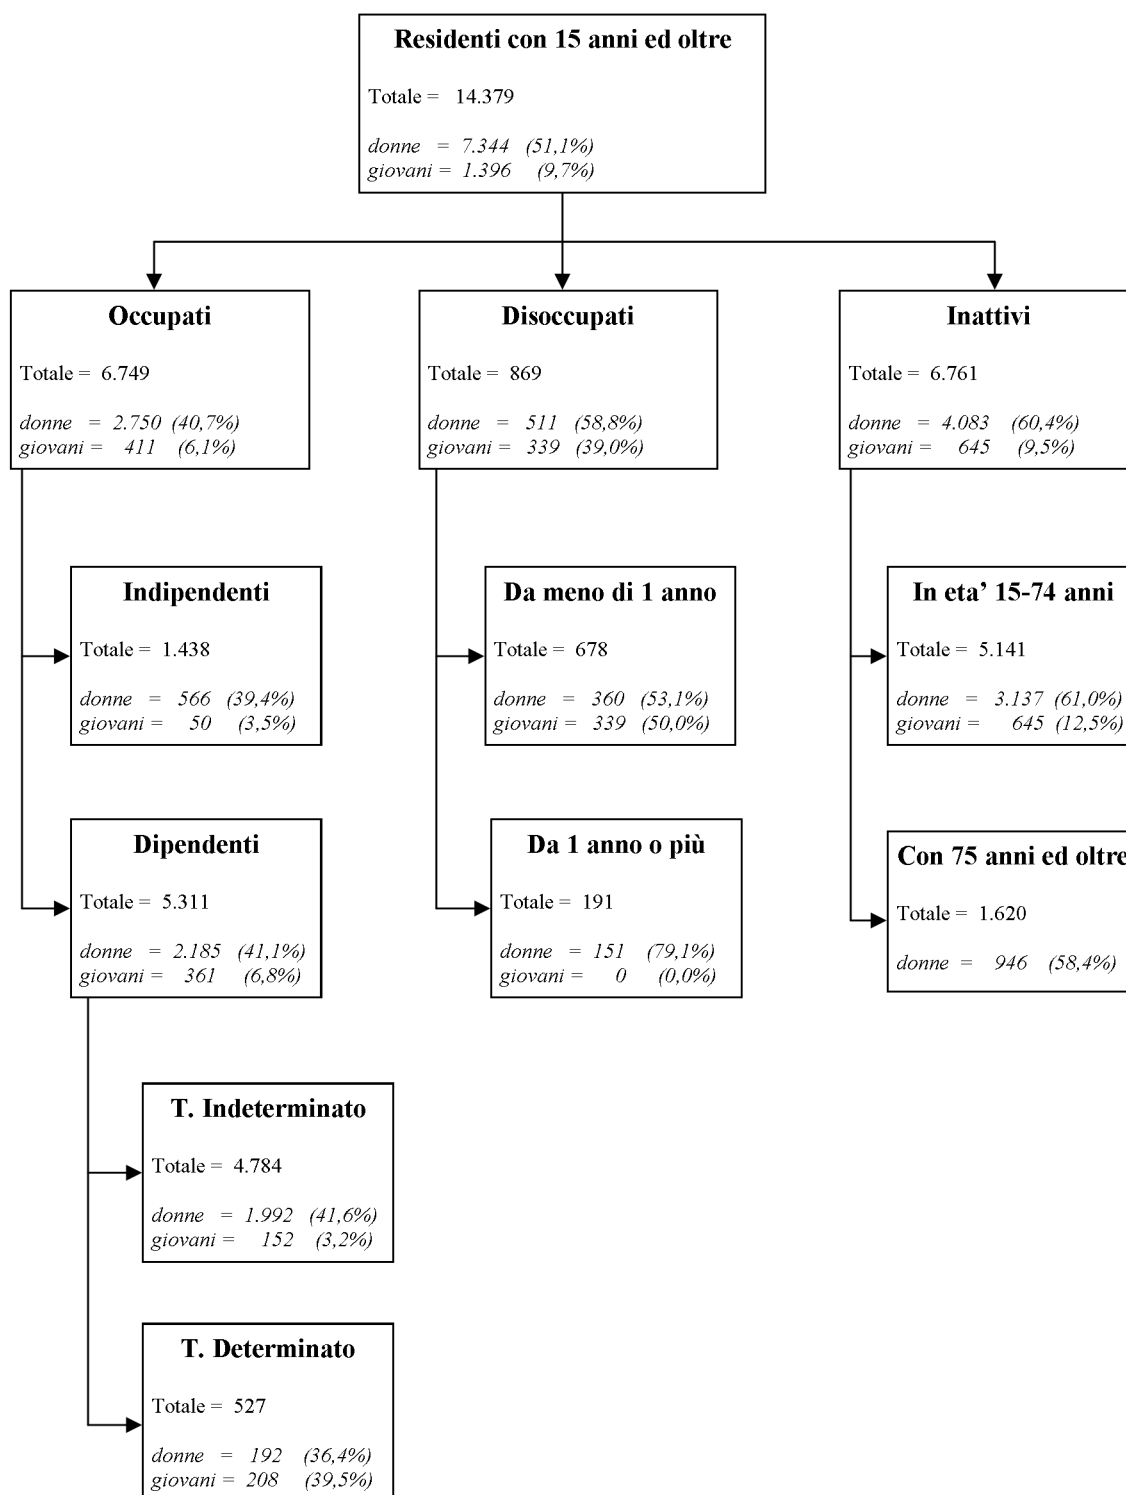 Residenti con 15 anni ed oltre
Totale = 14.379
donne = 7.344 (51,1%)
giovani = 1.396 (9,7%)
Occupati
Totale = 6.749
donne = 2.750 (40,7%)
giovani = 411 (6,1%)
Disoccupati
Totale = 869
donne = 511 (58,8%)
giovani = 339 (39,0%)
Inattivi
Totale = 6.761
donne = 4.083 (60,4%)
giovani = 645 (9,5%)
Indipendenti
Totale = 1.438
donne = 566 (39,4%)
giovani = 50 (3,5%)
Da meno di 1 anno
Totale = 678
donne = 360 (53,1%)
giovani = 339 (50,0%)
In eta’ 15-74 anni
Totale = 5.141
donne = 3.137 (61,0%)
giovani = 645 (12,5%)
Dipendenti
Totale = 5.311
donne = 2.185 (41,1%)
giovani = 361 (6,8%)
Da 1 anno o più
Totale = 191
donne = 151 (79,1%)
giovani = 0 (0,0%)
Con 75 anni ed oltre
Totale = 1.620
donne = 946 (58,4%)
T. Indeterminato
Totale = 4.784
donne = 1.992 (41,6%)
giovani = 152 (3,2%)
T. Determinato
Totale = 527
donne = 192 (36,4%)
giovani = 208 (39,5%)